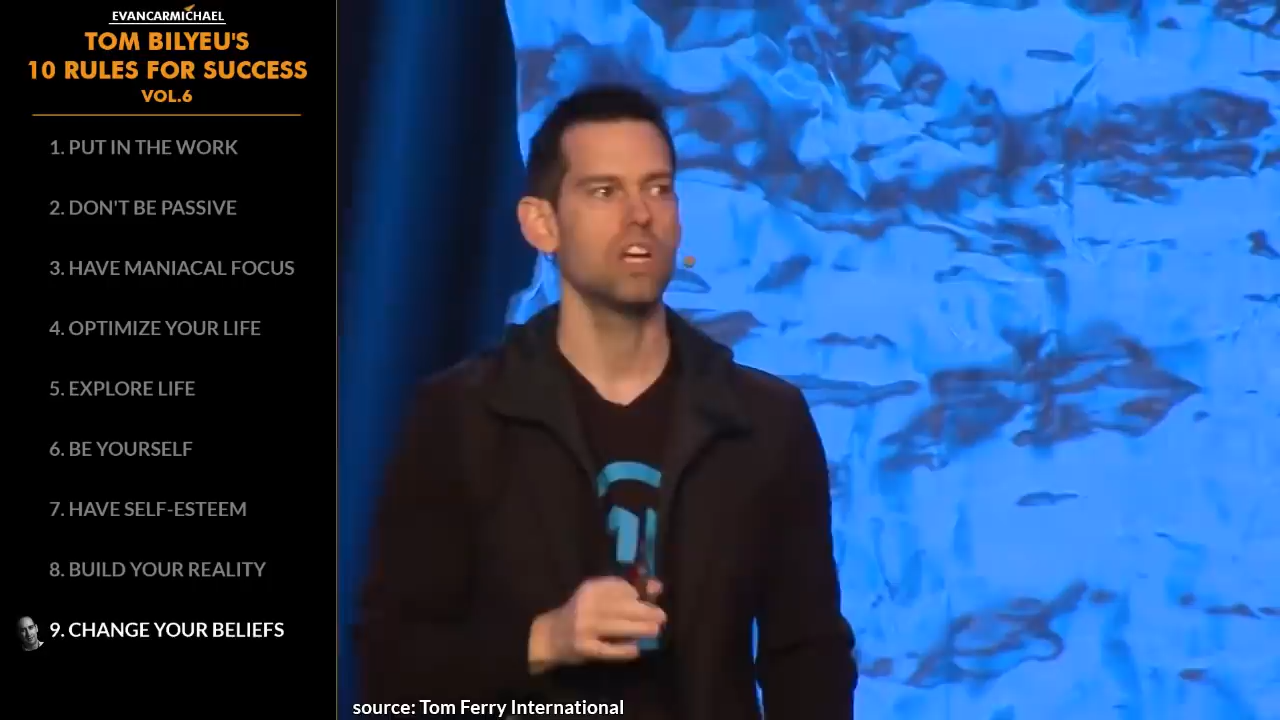 EVANCARMICHAEL
TOM BILYEU'S
10 RULES FOR SUCCESS
VOL.6
1. PUT IN THE WORK
2. DON'T BE PASSIVE
3. HAVE MANIACAL FOCUS
4. OPTIMIZE YOUR LIFE
5. EXPLORE LIFE
6. BE YOURSELF
7. HAVE SELF-ESTEEM
8. BUILD YOUR REALITY
9. CHANGE YOUR BELIEFS
source: Tom Ferry International